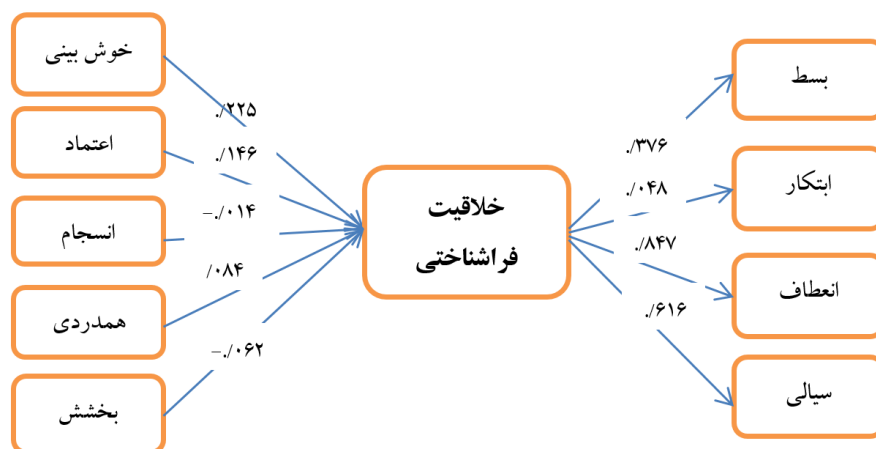 خوش بینی
اعتماد
انسجام
همدردی
بخشش
./۲۲۵
./۱۴۶
–./۰۱۴
/۰۸۴
–./۰۶۲
خلاقیت
فراشناختی
./۳۷۶
./۰۴۸
./۸۴۷
./۶۱۶
بسط
ابتکار
انعطاف
سیالی